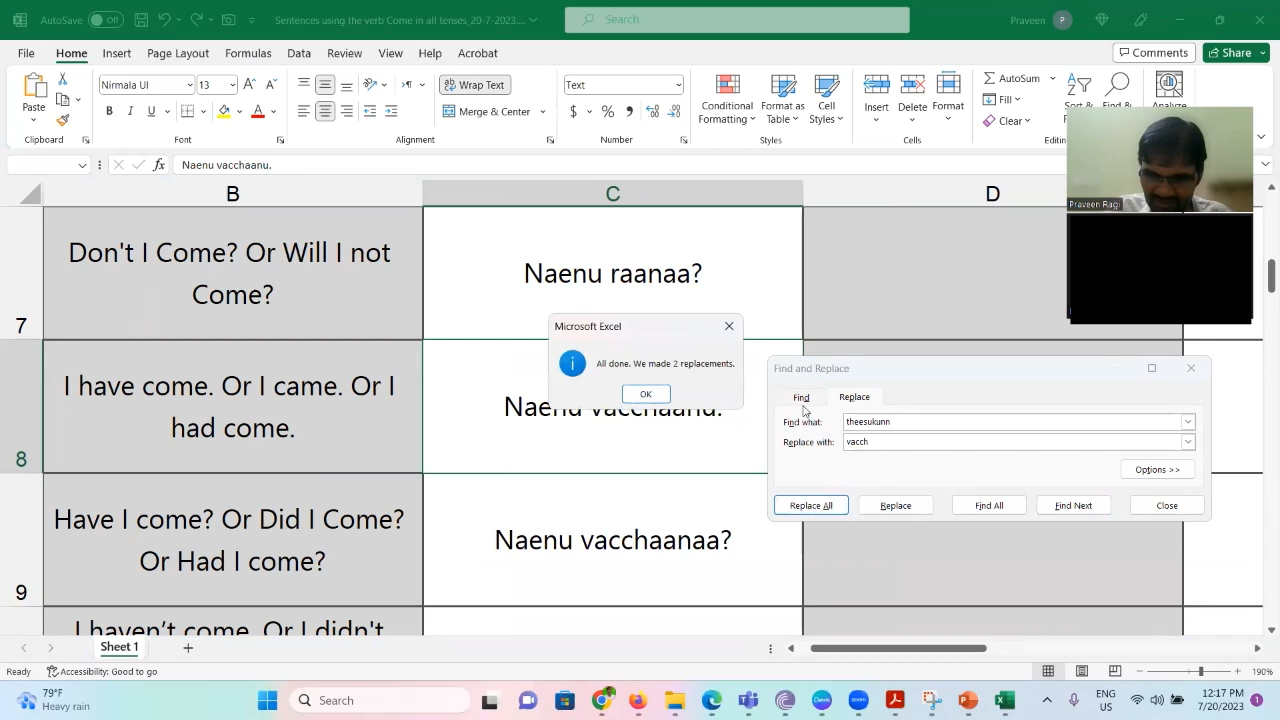 AutoSave Off Sentences using the verb Come in all tenses_20-7-2023.... Search Praveen P
File Home Insert Page Layout Formulas Data Review View Help Acrobat Comments Share
Paste Nirmala UI 13 Wrap Text Text Conditional Formatting Format as Table Cell Styles Insert Delete Format AutoSum
B I U A Merge & Center $ % Fill
Clear
Clipboard Font Alignment Number Styles Cells
Naenu vacchaanu.
Praveen Ragi
B C D
Don't I Come? Or Will I not
Come?
Naenu raanaa?
7
Microsoft Excel
All done. We made 2 replacements.
OK
Find and Replace
Find Replace
Find what: theesukunn
Replace with: vacch
Options >>
Replace All Replace Find All Find Next Close
I have come. Or I came. Or I
had come.
Naenu vacchaanu.
8
Have I come? Or Did I Come?
Or Had I come?
Naenu vacchaanaa?
9
I haven’t come. Or I didn't
Sheet 1
Ready Accessibility: Good to go 190%
79°F
Heavy rain
Search
ENG
US
12:17 PM
7/20/2023
1